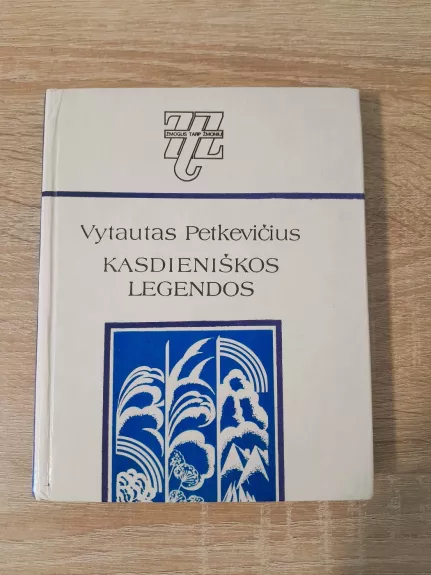 ŽMOGUS TARP ŽMONIŲ
Vytautas Petkevičius
KASDIENIŠKOS
LEGENDOS